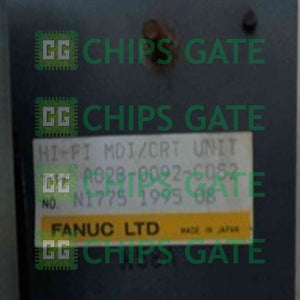 CHIPS GATE
HI-FI MDI/CRT UNIT
A02B-0092-C052
CHIPS GATE
NO. N1775 1995-08
FANUC LTD MADE IN JAPAN
CHIPS GATE